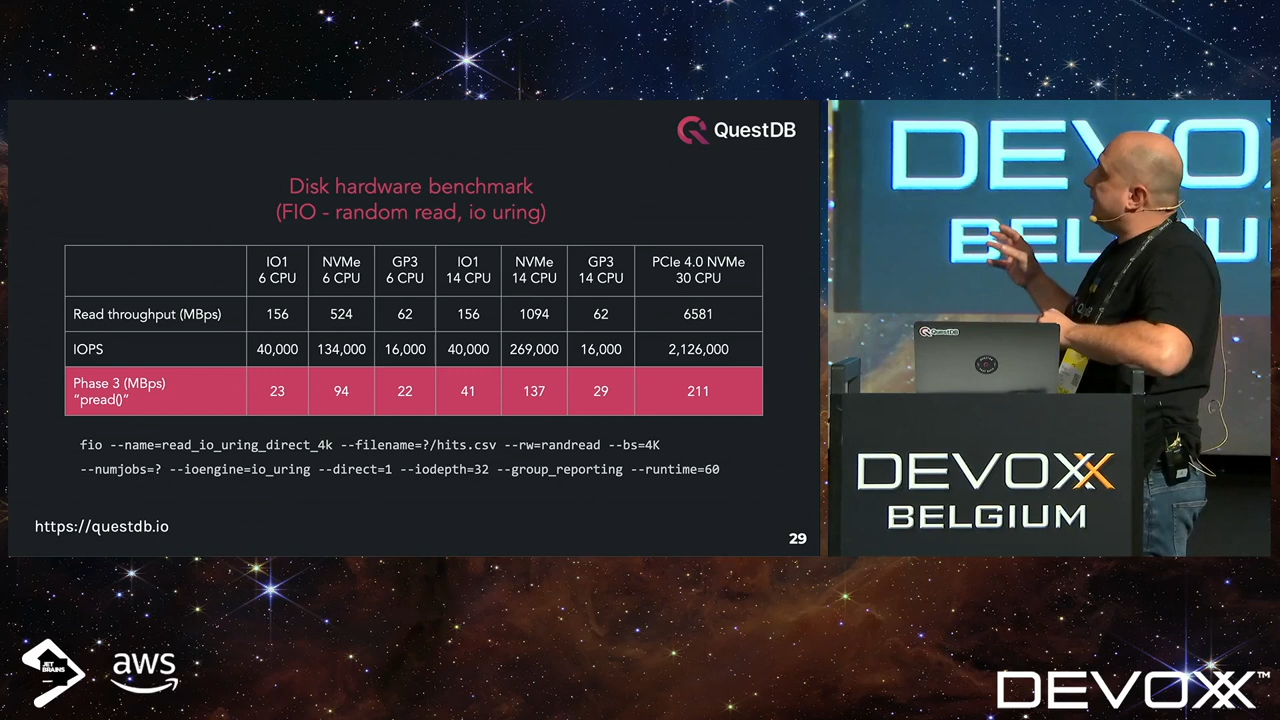 QuestDB
Disk hardware benchmark
(FIO - random read, io uring)
IO1 6 CPU NVMe 6 CPU GP3 6 CPU IO1 14 CPU NVMe 14 CPU GP3 14 CPU PCIe 4.0 NVMe 30 CPU
Read throughput (MBps) 156 524 62 156 1094 62 6581
IOPS 40,000 134,000 16,000 40,000 269,000 16,000 2,126,000
Phase 3 (MBps) "pread()" 23 94 22 41 137 29 211
fio --name=read_io_uring_direct_4k --filename=?/hits.csv --rw=randread --bs=4K
--numjobs=? --ioengine=io_uring --direct=1 --iodepth=32 --group_reporting --runtime=60
https://questdb.io
29
QuestDB
DEVOXX
BELGIUM
JET
BRAINS
aws
DEVOXX™